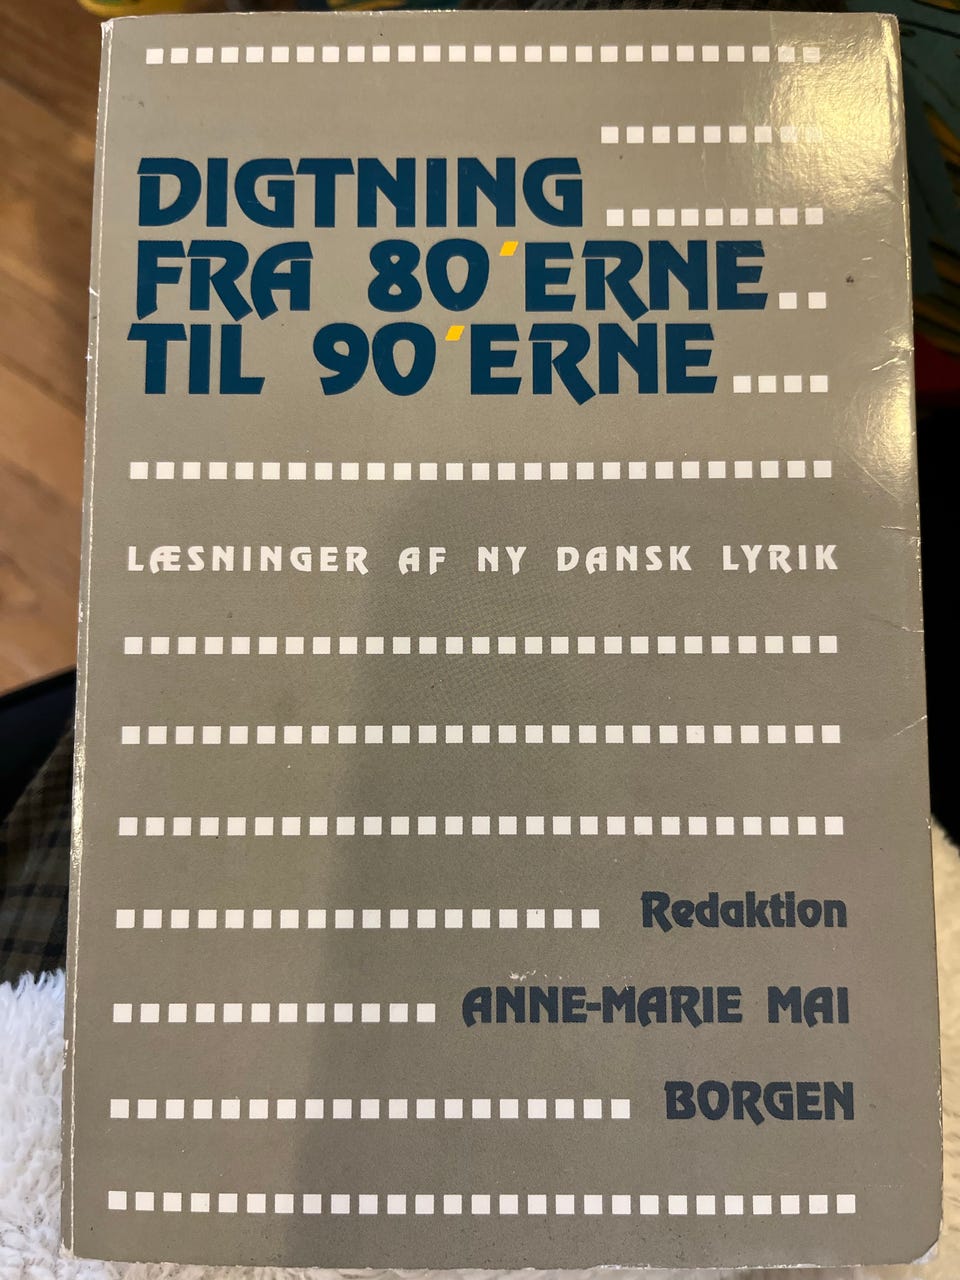 DIGTNING
FRA 80'ERNE
TIL 90'ERNE
LÆSNINGER AF NY DANSK LYRIK
Redaktion
ANNE-MARIE MAI
BORGEN